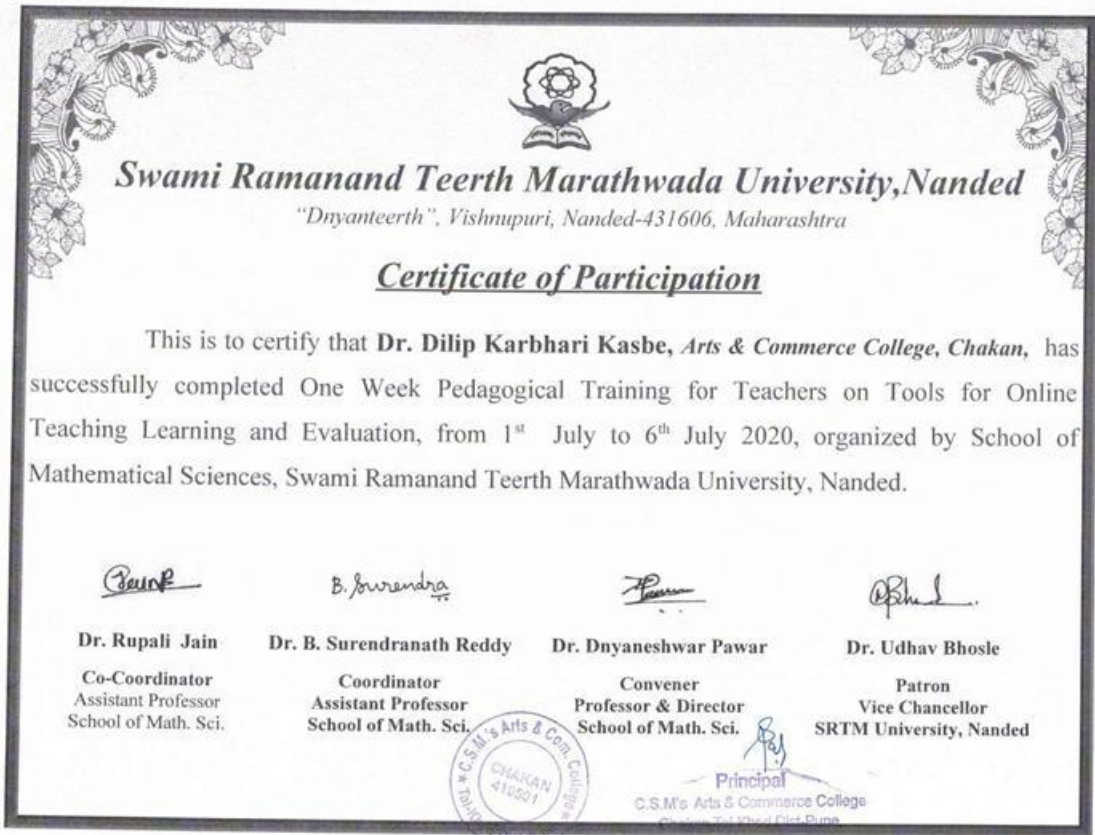 Swami Ramanand Teerth Marathwada University,Nanded
“Dnyanteerth”, Vishnupuri, Nanded-431606, Maharashtra
Certificate of Participation
This is to certify that Dr. Dilip Karbhari Kasbe, Arts & Commerce College, Chakan, has
successfully completed One Week Pedagogical Training for Teachers on Tools for Online
Teaching Learning and Evaluation, from 1st July to 6th July 2020, organized by School of
Mathematical Sciences, Swami Ramanand Teerth Marathwada University, Nanded.
B. Surendra
Dr. Rupali Jain
Co-Coordinator
Assistant Professor
School of Math. Sci.
Dr. B. Surendranath Reddy
Coordinator
Assistant Professor
School of Math. Sci.
Dr. Dnyaneshwar Pawar
Convener
Professor & Director
School of Math. Sci.
Dr. Udhav Bhosle
Patron
Vice Chancellor
SRTM University, Nanded
C.S.M's Arts & Com. College
CHAKAN
410501
Principal
C.S.M's Arts & Commerce College
Chakan Tal-Khed Dist-Pune